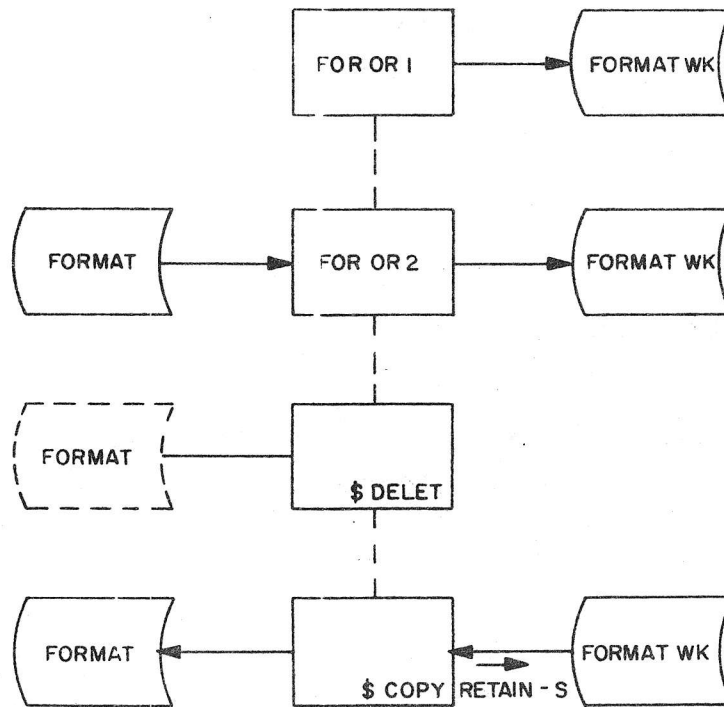 FOR OR 1
FORMAT WK
FORMAT
FOR OR 2
FORMAT WK
FORMAT
$ DELET
FORMAT
$ COPY
RETAIN - S
FORMAT WK